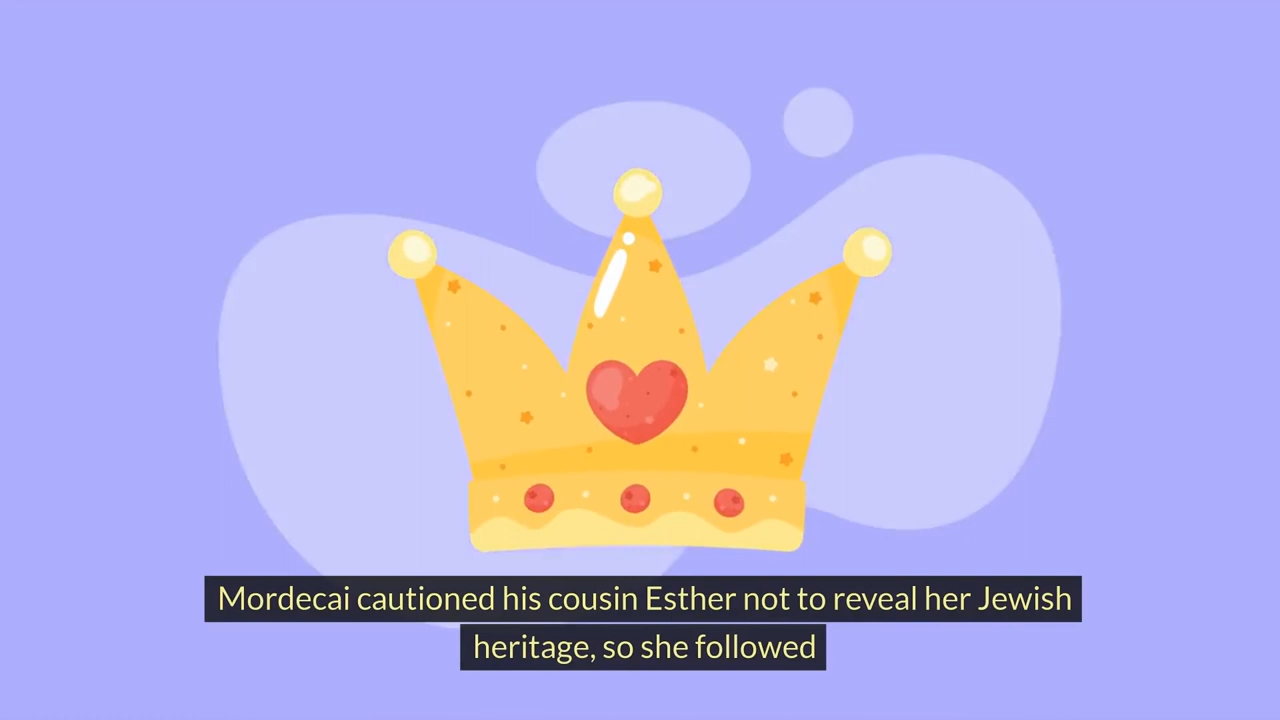 Mordecai cautioned his cousin Esther not to reveal her Jewish
heritage, so she followed